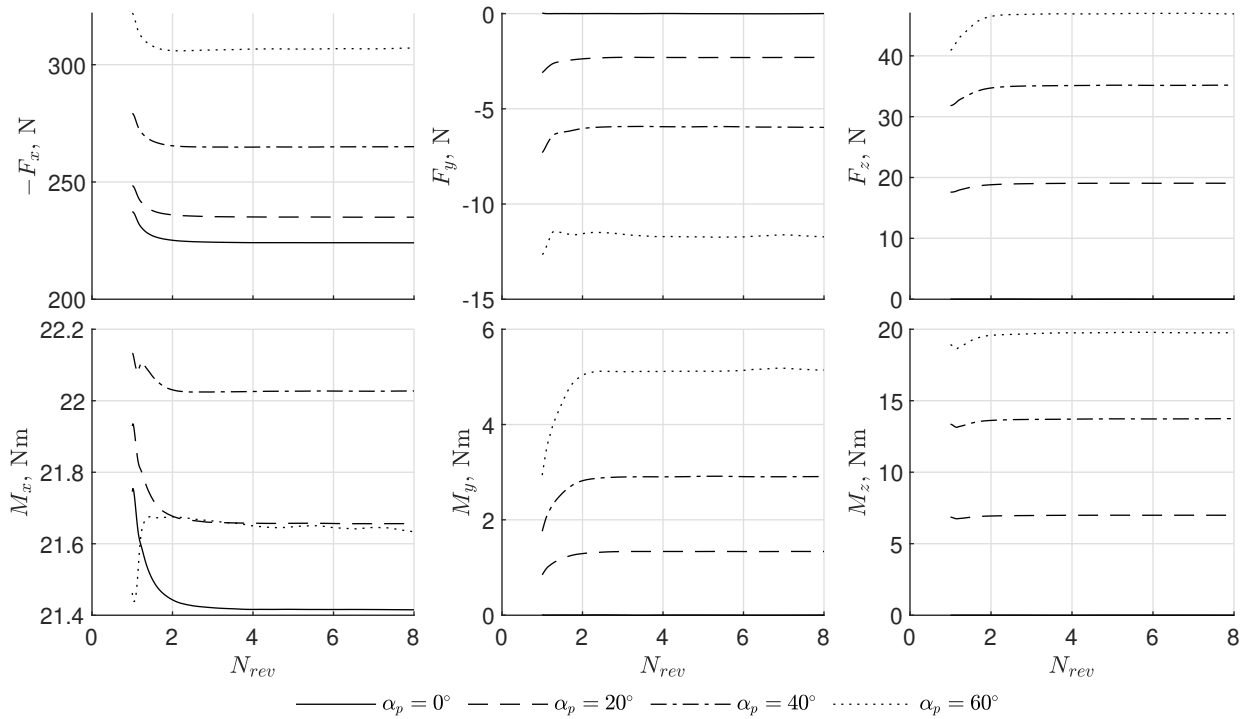 300
250
200
−Fx, N
0
-5
-10
-15
Fy, N
40
30
20
10
0
Fz, N
22.2
22
21.8
21.6
21.4
Mx, Nm
0 2 4 6 8
Nrev
6
4
2
0
My, Nm
0 2 4 6 8
Nrev
20
15
10
5
0
Mz, Nm
0 2 4 6 8
Nrev
αp = 0° αp = 20° αp = 40° αp = 60°